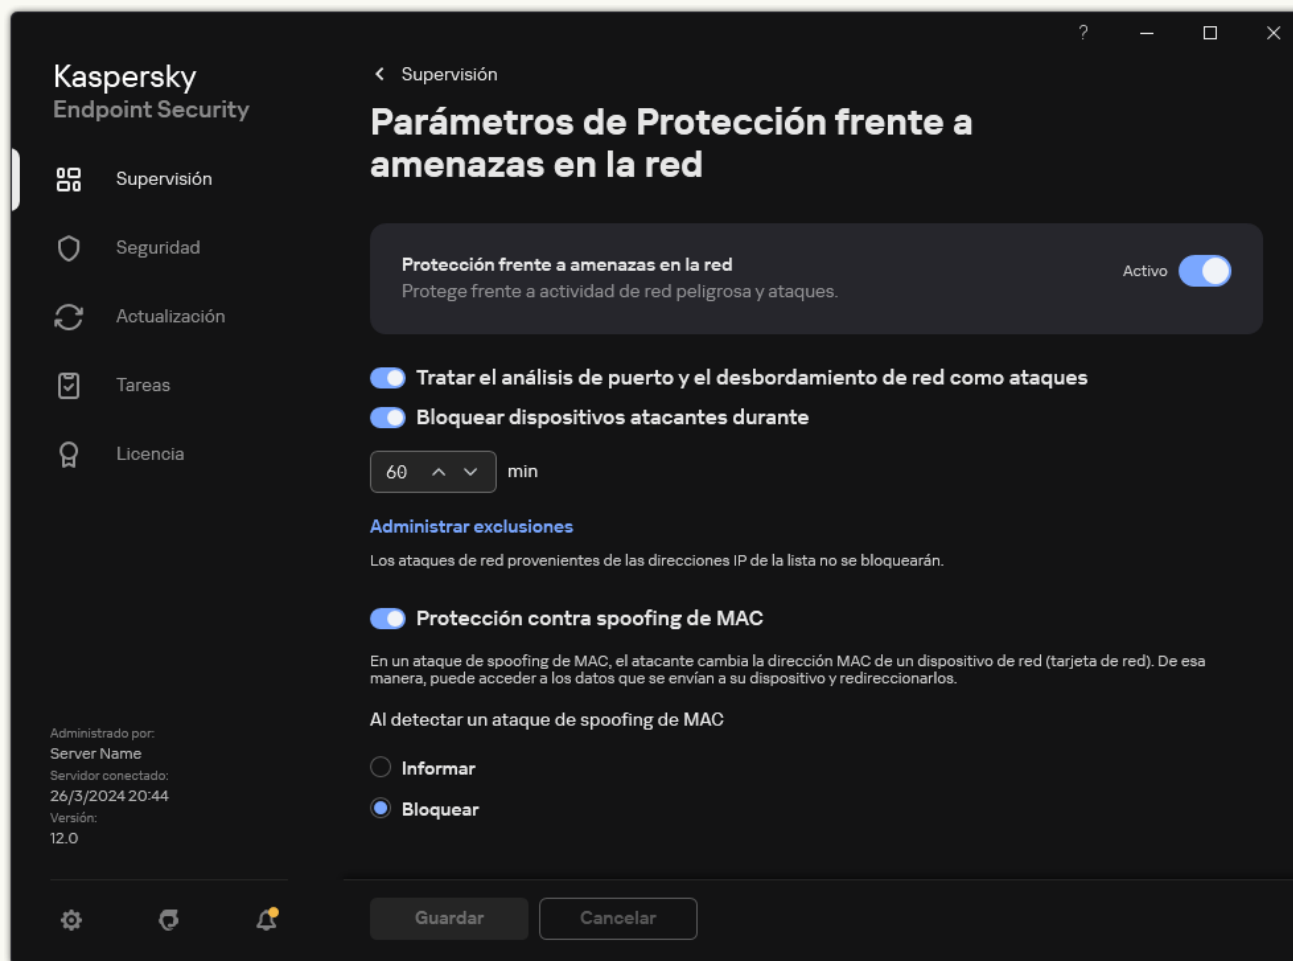 ?
Kaspersky
Endpoint Security
Supervisión
Seguridad
Actualización
Tareas
Licencia
Administrado por:
Server Name
Servidor conectado:
26/3/2024 20:44
Versión:
12.0
Supervisión
Parámetros de Protección frente a
amenazas en la red
Protección frente a amenazas en la red
Protege frente a actividad de red peligrosa y ataques.
Activo
Tratar el análisis de puerto y el desbordamiento de red como ataques
Bloquear dispositivos atacantes durante
60 min
Administrar exclusiones
Los ataques de red provenientes de las direcciones IP de la lista no se bloquearán.
Protección contra spoofing de MAC
En un ataque de spoofing de MAC, el atacante cambia la dirección MAC de un dispositivo de red (tarjeta de red). De esa
manera, puede acceder a los datos que se envían a su dispositivo y redireccionarlos.
Al detectar un ataque de spoofing de MAC
Informar
Bloquear
Guardar
Cancelar